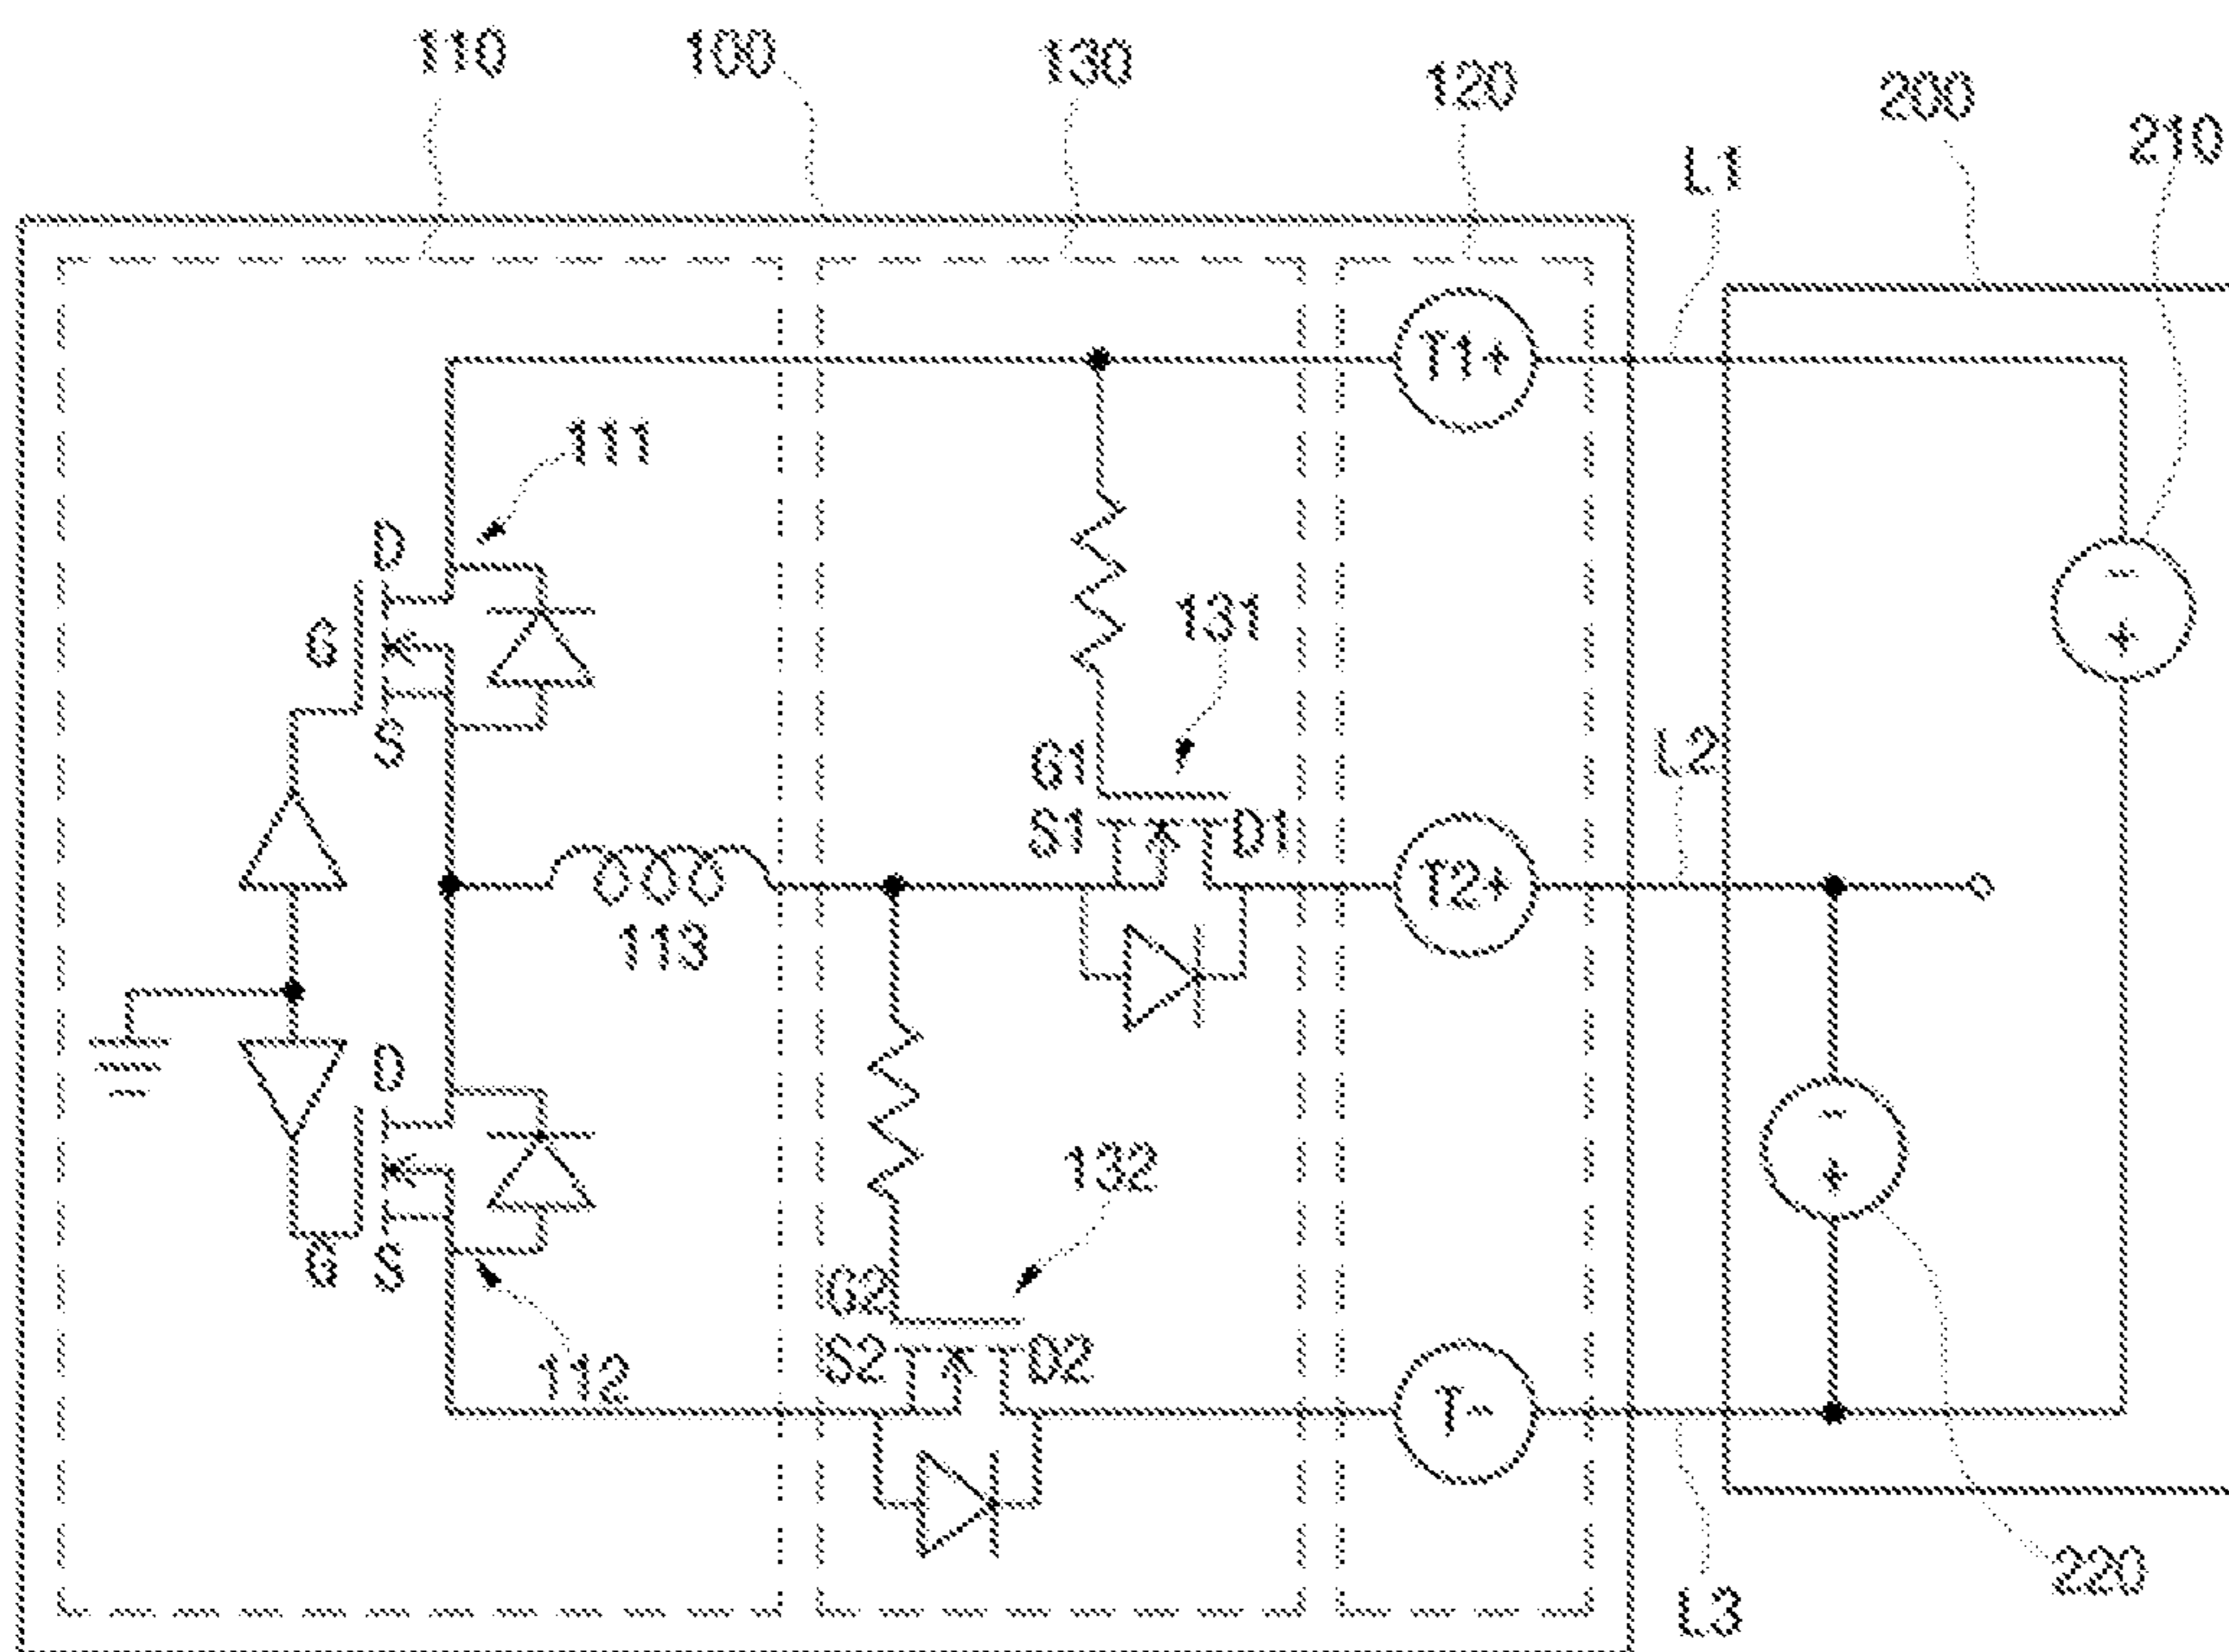 110
100
130
120
200
210
L1
T1+
111
D
G
S
-
+
131
G1
S1
D1
L2
T2+
113
D
G
S
-
+
132
G2
S2
D2
112
T-
220
L3